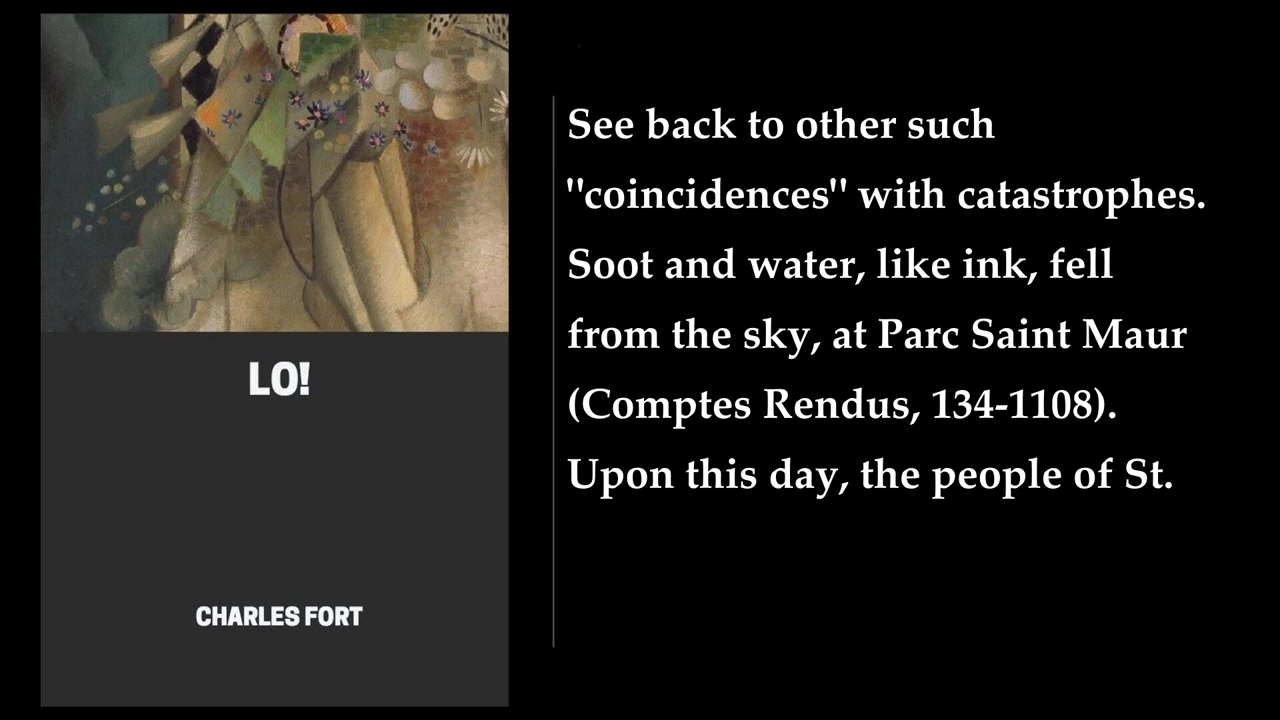 LO!
CHARLES FORT
See back to other such
"coincidences" with catastrophes.
Soot and water, like ink, fell
from the sky, at Parc Saint Maur
(Comptes Rendus, 134-1108).
Upon this day, the people of St.